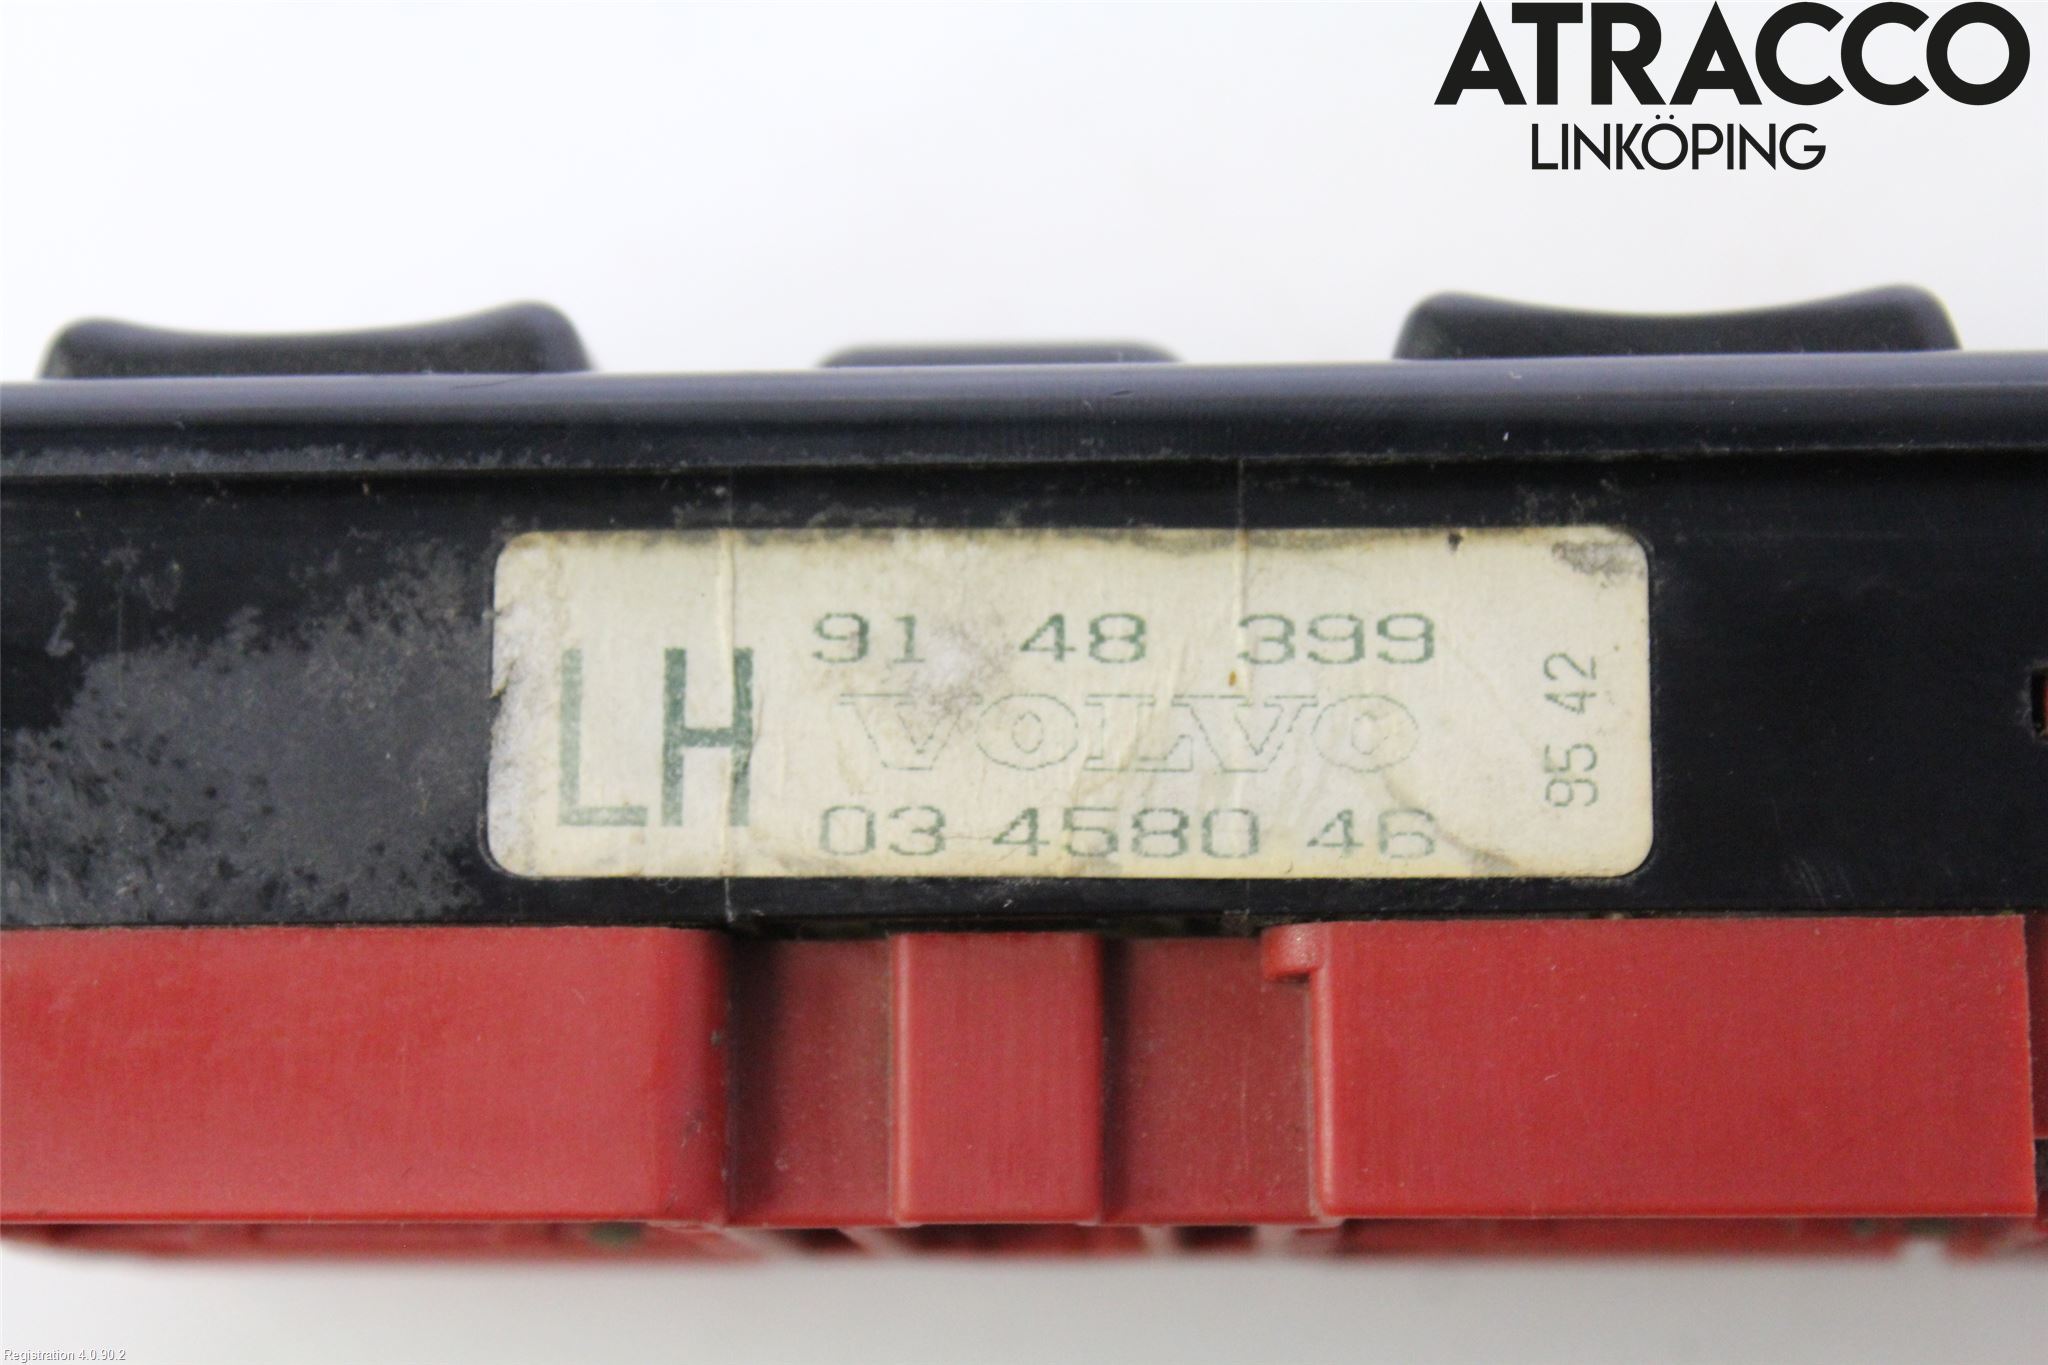 ATRACCO
LINKÖPING
LH
91 48 399
VOLVO
03 4580 46
95 42
Registration 4.0.90.2